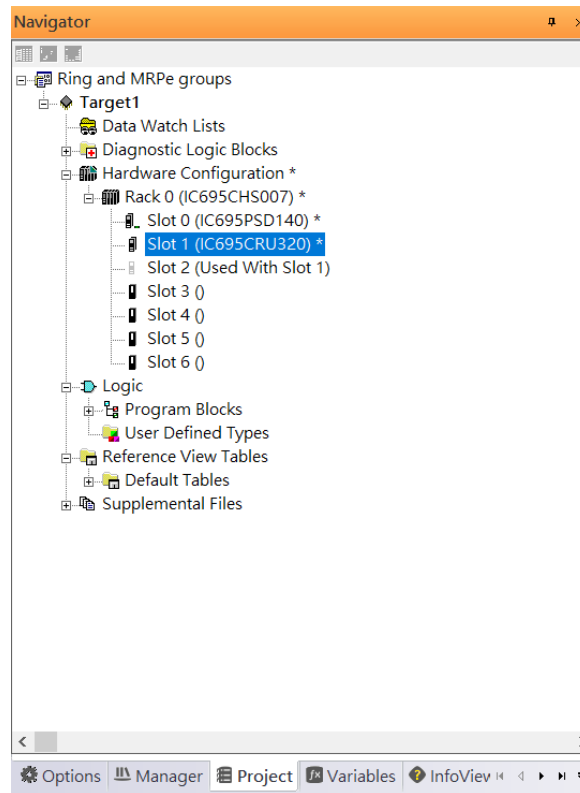 Navigator
Ring and MRPe groups
Target1
Data Watch Lists
Diagnostic Logic Blocks
Hardware Configuration *
Rack 0 (IC695CHS007) *
Slot 0 (IC695PSD140) *
Slot 1 (IC695CRU320) *
Slot 2 (Used With Slot 1)
Slot 3 ()
Slot 4 ()
Slot 5 ()
Slot 6 ()
Logic
Program Blocks
User Defined Types
Reference View Tables
Default Tables
Supplemental Files
Options Manager Project Variables InfoView